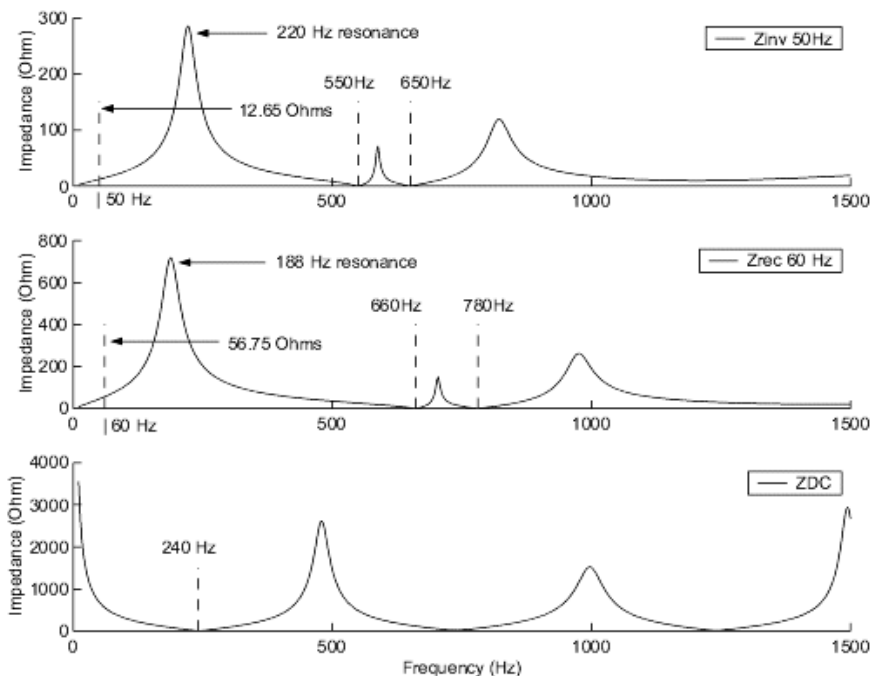 300
220 Hz resonance
Zinv 50Hz
200
550Hz 650Hz
12.65 Ohms
100
Impedance (Ohm)
0
0 500 1000 1500
50 Hz
800
Zrec 60 Hz
188 Hz resonance
600
660Hz 780Hz
400
56.75 Ohms
200
Impedance (Ohm)
0
0 500 1000 1500
60 Hz
4000
ZDC
3000
240 Hz
2000
1000
Impedance (Ohm)
0
0 500 1000 1500
Frequency (Hz)